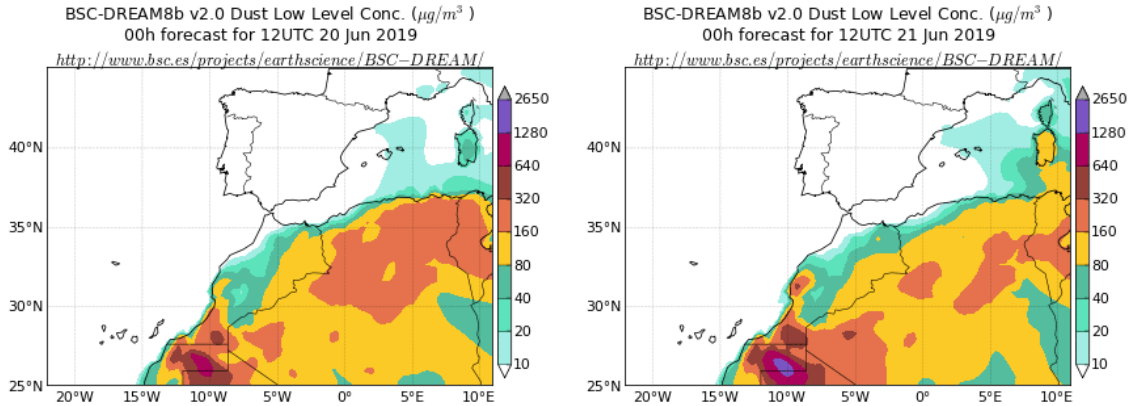 BSC-DREAM8b v2.0 Dust Low Level Conc. (μg/m³ )
00h forecast for 12UTC 20 Jun 2019
http://www.bsc.es/projects/earthscience/BSC−DREAM/
40°N
35°N
30°N
25°N
20°W
15°W
10°W
5°W
0°
5°E
10°E
2650
1280
640
320
160
80
40
20
10
BSC-DREAM8b v2.0 Dust Low Level Conc. (μg/m³ )
00h forecast for 12UTC 21 Jun 2019
http://www.bsc.es/projects/earthscience/BSC−DREAM/
40°N
35°N
30°N
25°N
20°W
15°W
10°W
5°W
0°
5°E
10°E
2650
1280
640
320
160
80
40
20
10